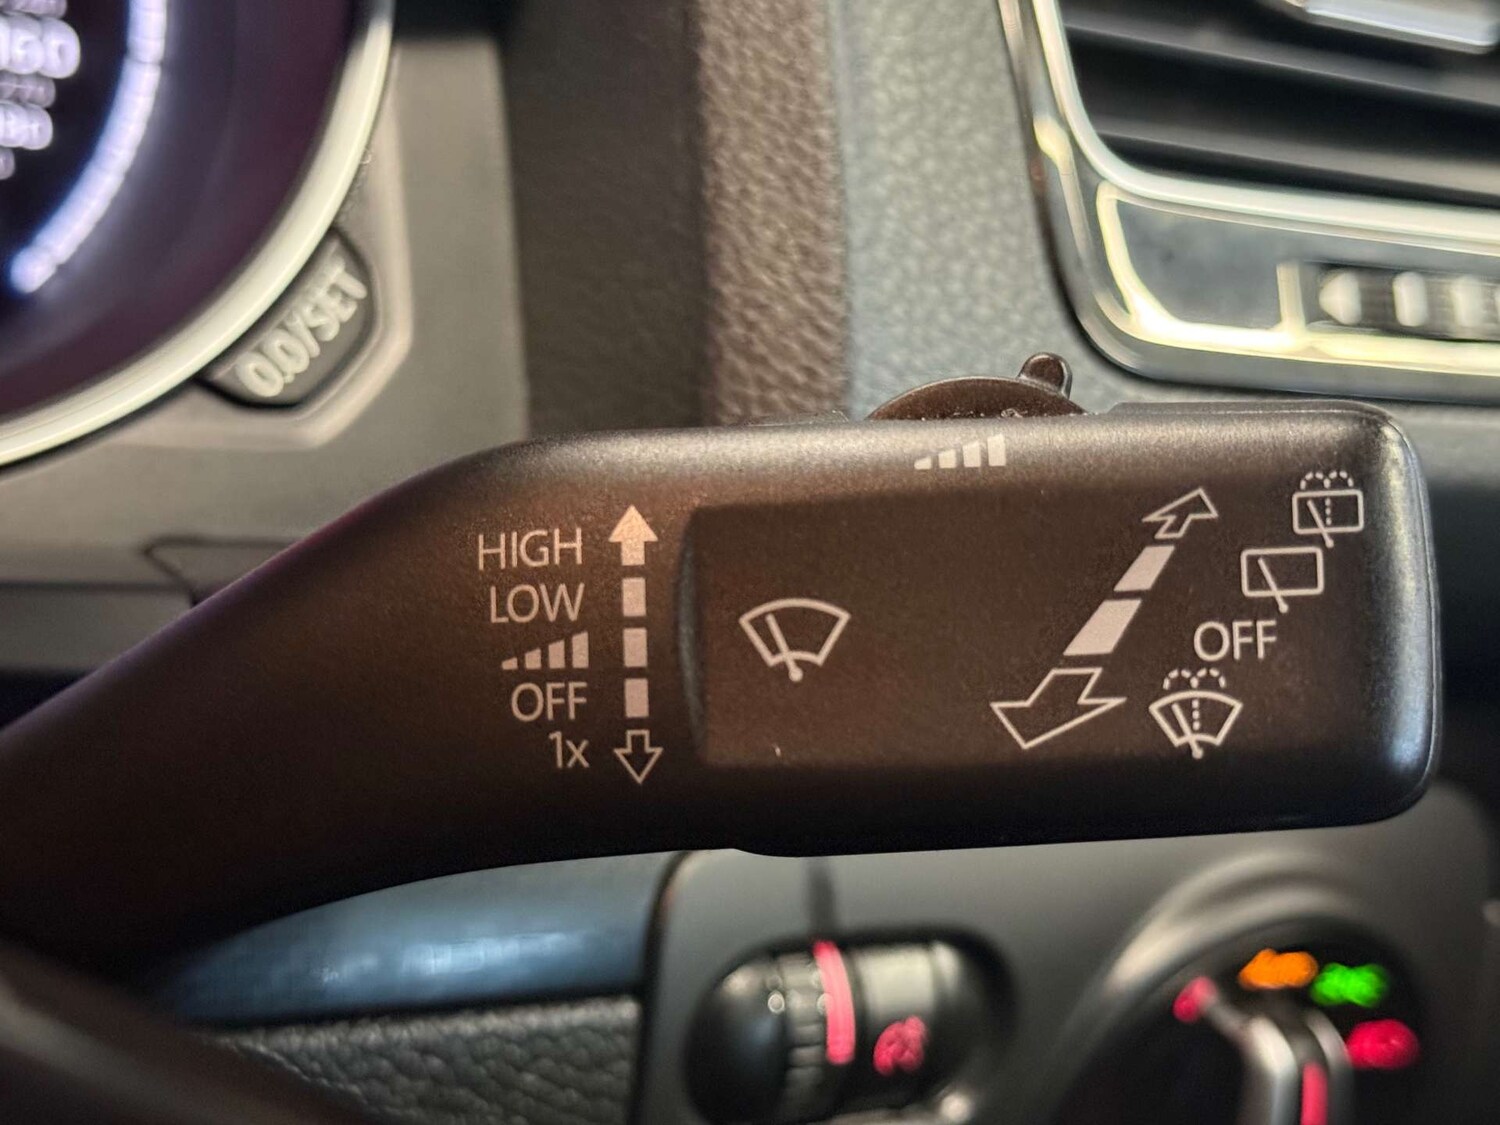 0.0/SET
HIGH
LOW
OFF
1x
OFF